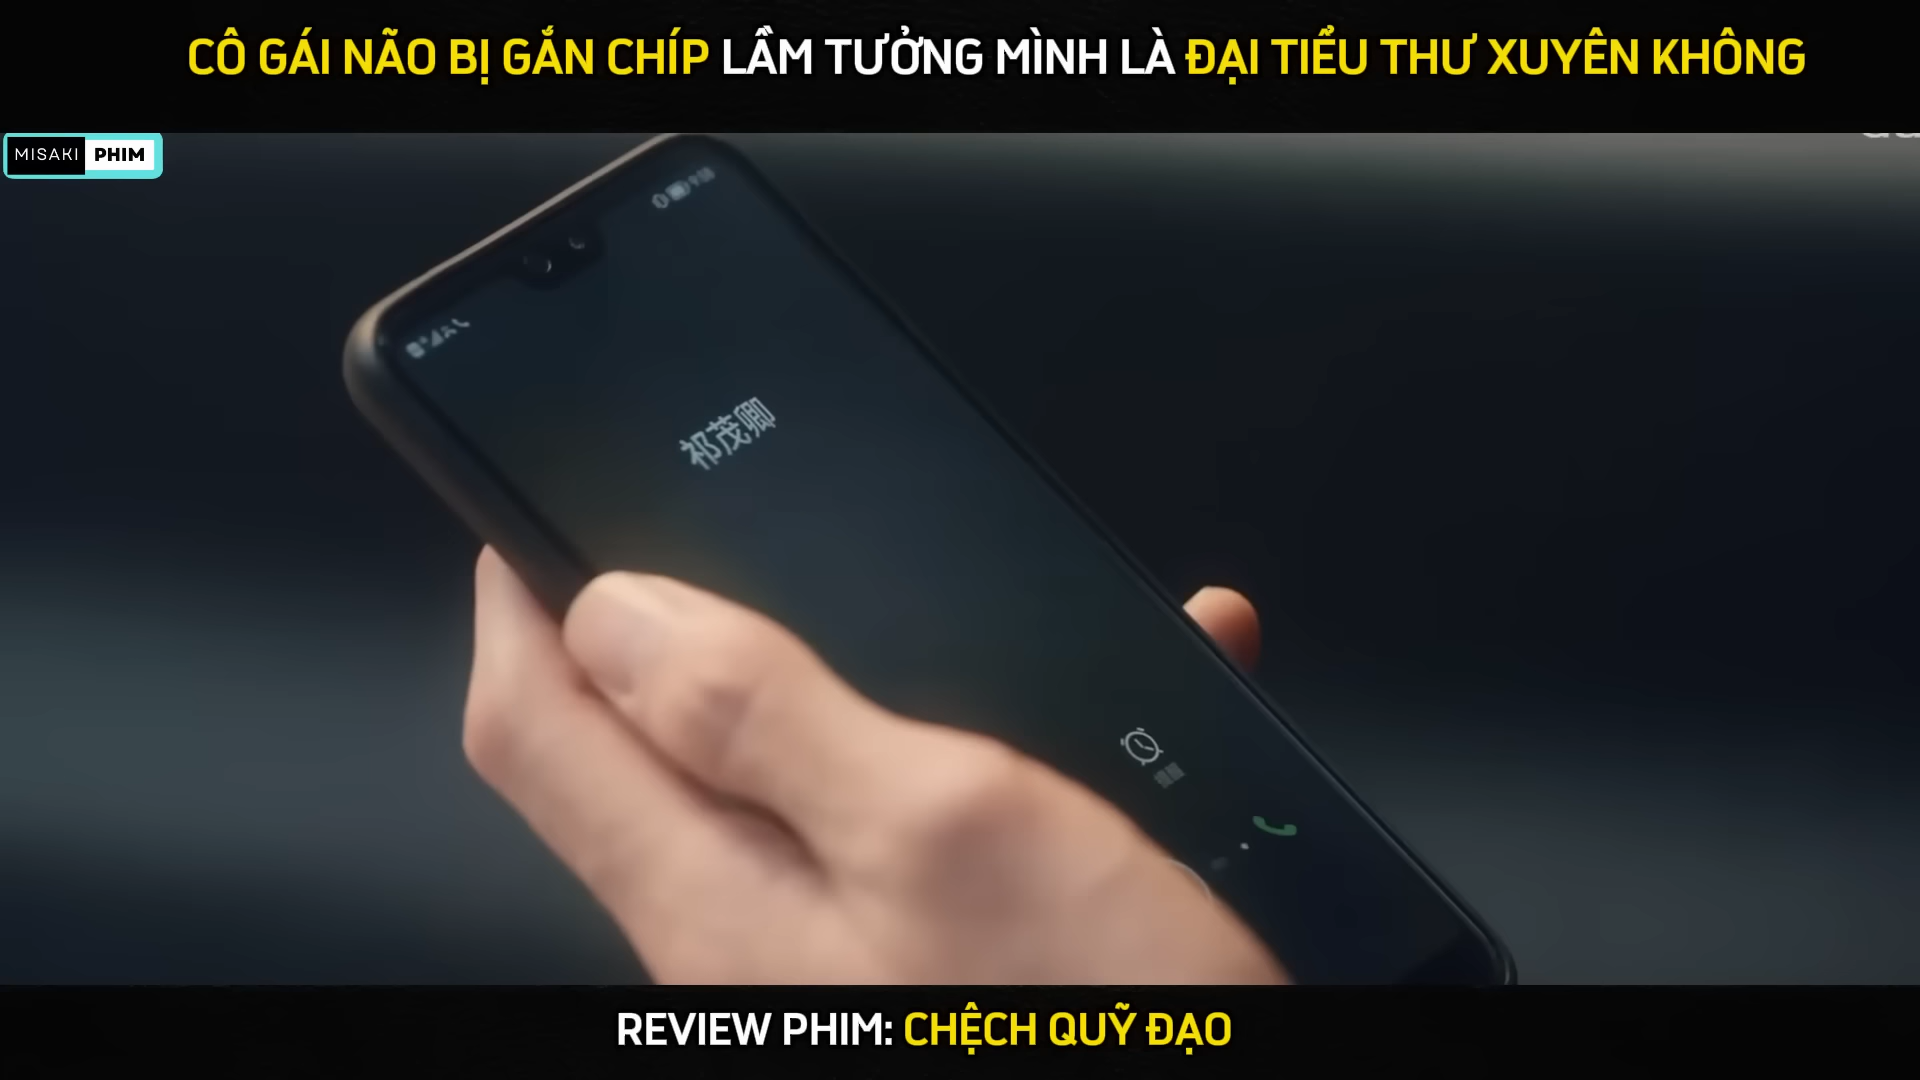 CÔ GÁI NÃO BỊ GẮN CHÍP LẦM TƯỞNG MÌNH LÀ ĐẠI TIỂU THƯ XUYÊN KHÔNG
MISAKI PHIM
祁茂卿
REVIEW PHIM: CHỆCH QUỸ ĐẠO